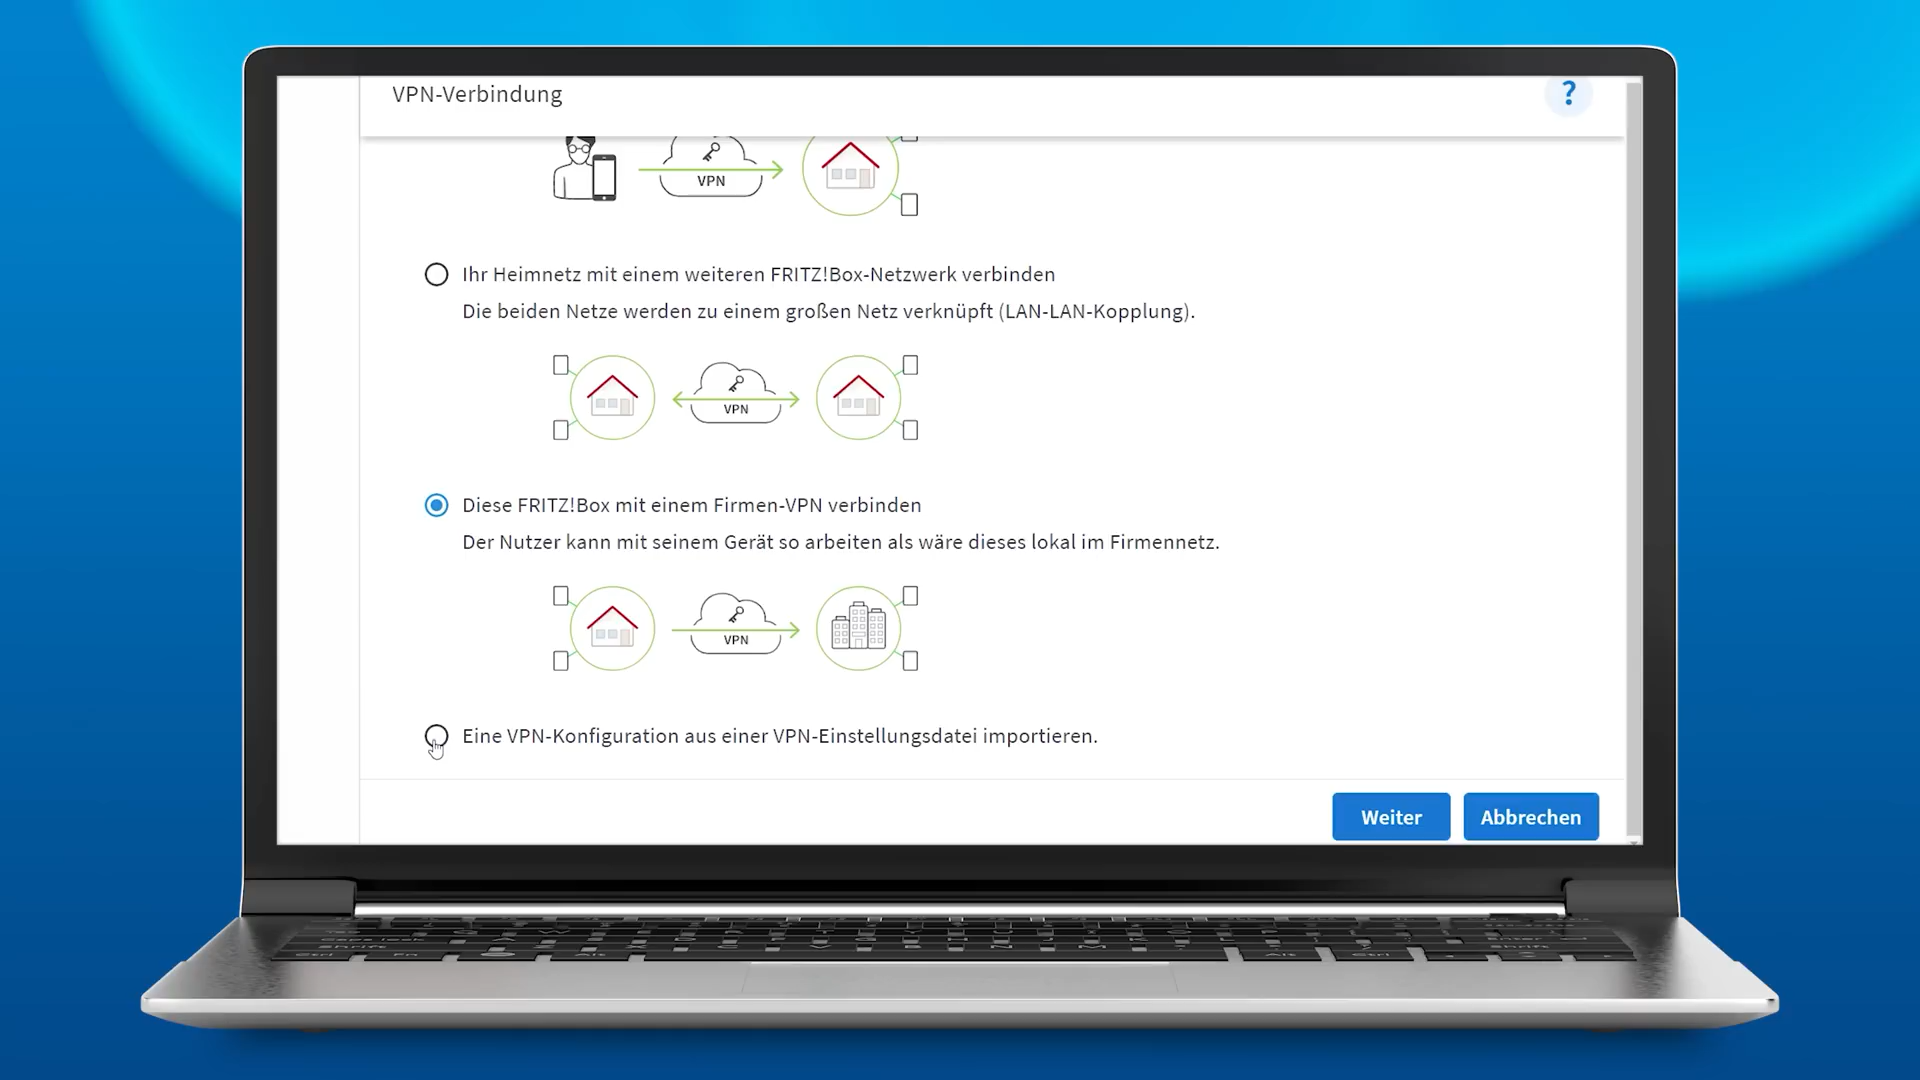 VPN-Verbindung
?
VPN
Ihr Heimnetz mit einem weiteren FRITZ!Box-Netzwerk verbinden
Die beiden Netze werden zu einem großen Netz verknüpft (LAN-LAN-Kopplung).
VPN
Diese FRITZ!Box mit einem Firmen-VPN verbinden
Der Nutzer kann mit seinem Gerät so arbeiten als wäre dieses lokal im Firmennetz.
VPN
Eine VPN-Konfiguration aus einer VPN-Einstellungsdatei importieren.
Weiter
Abbrechen